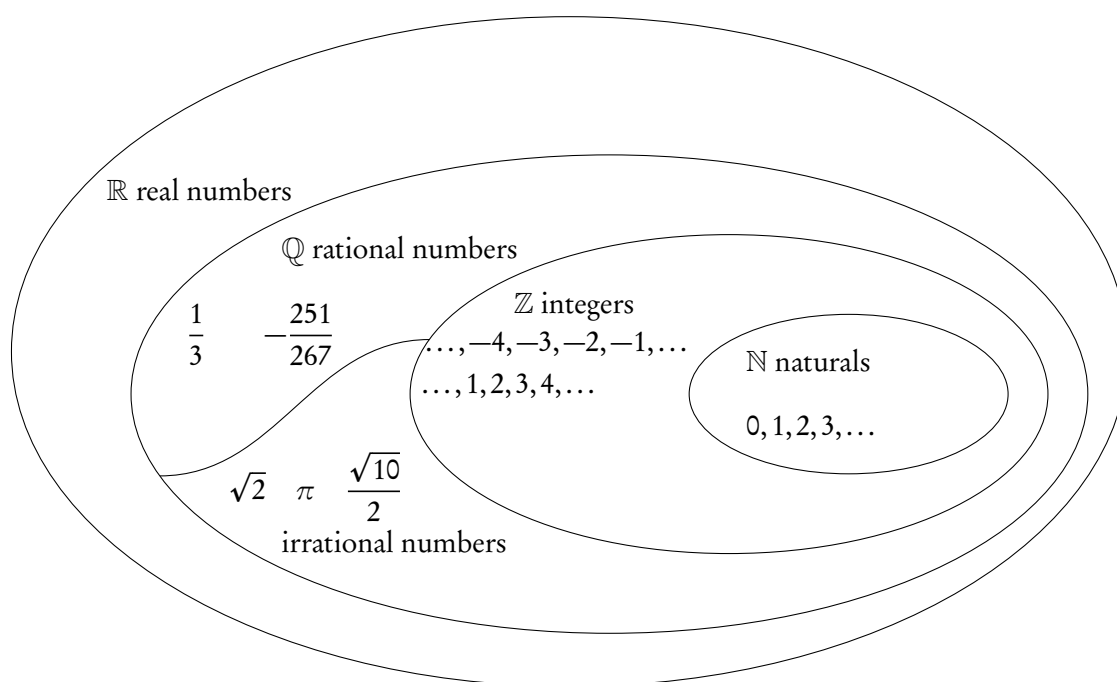 ℝ real numbers
ℚ rational numbers
ℤ integers
1/3 −251/267
…, −4, −3, −2, −1, …
ℕ naturals
…, 1, 2, 3, 4, …
0, 1, 2, 3, …
√2 π √10/2
irrational numbers